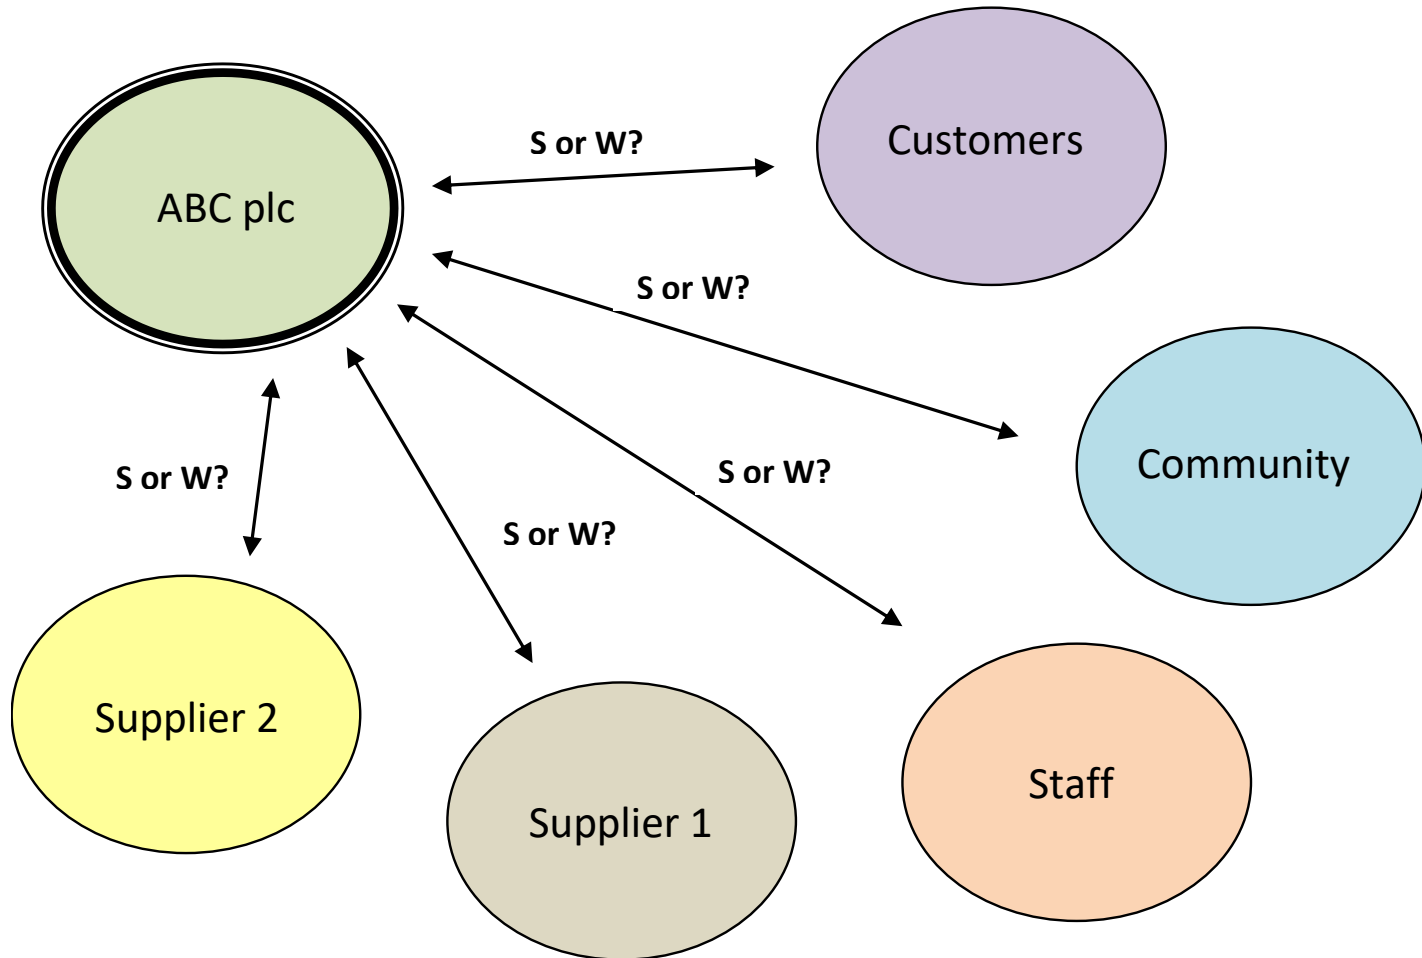 Customers
S or W?
ABC plc
S or W?
Community
S or W?
S or W?
S or W?
Supplier 2
Staff
Supplier 1